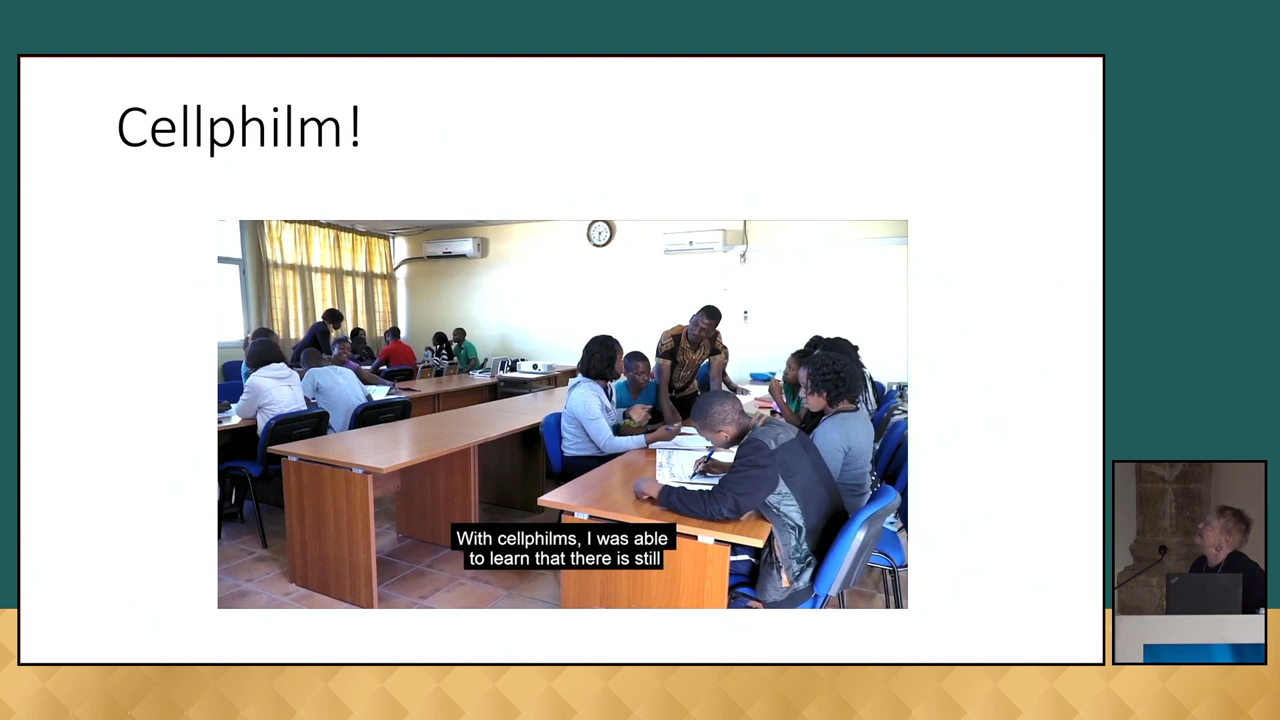 Cellphilm!
With cellphilms, I was able
to learn that there is still